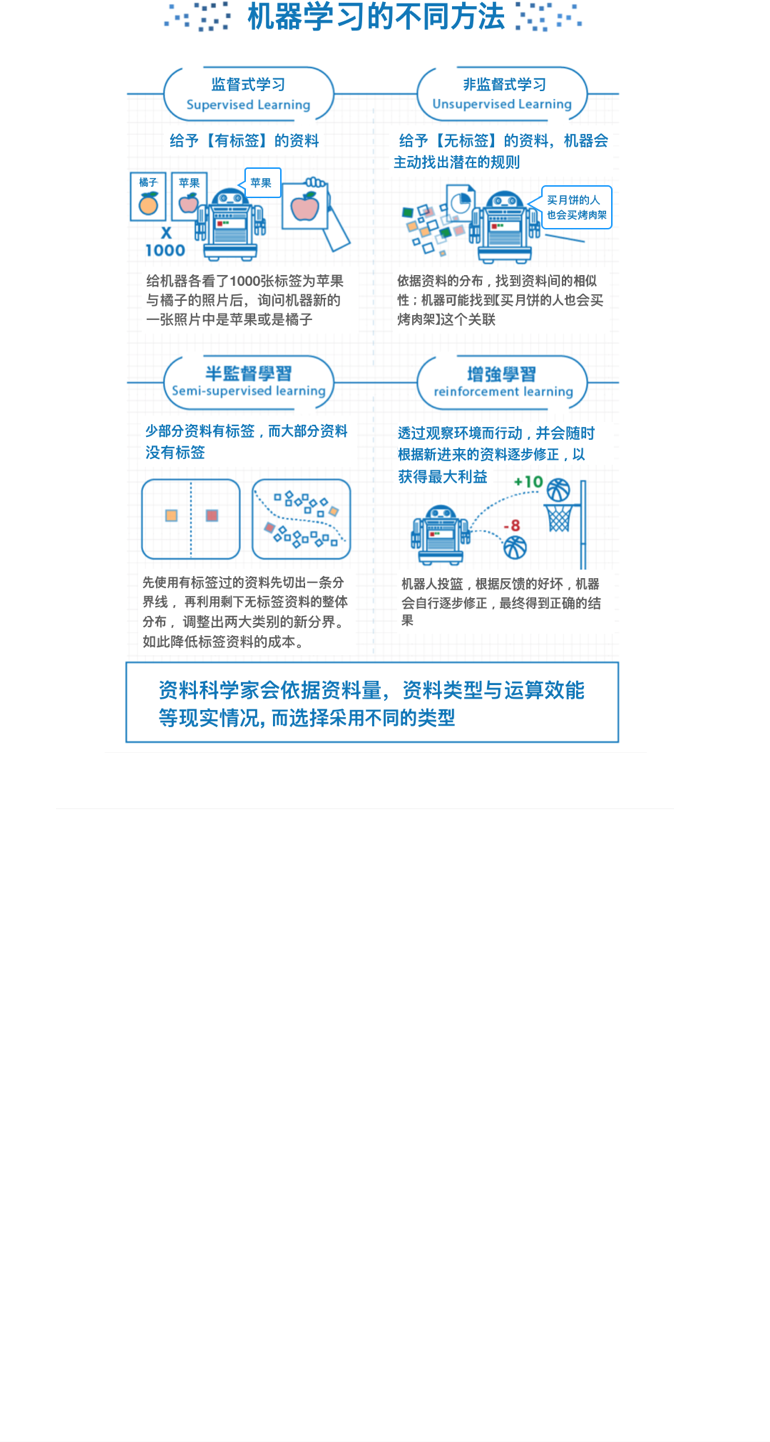 机器学习的不同方法
监督式学习
Supervised Learning
给予【有标签】的资料
橘子
苹果
苹果
X
1000
给机器各看了1000张标签为苹果
与橘子的照片后，询问机器新的
一张照片中是苹果或是橘子
非监督式学习
Unsupervised Learning
给予【无标签】的资料，机器会
主动找出潜在的规则
买月饼的人
也会买烤肉架
依据资料的分布，找到资料间的相似
性；机器可能找到【买月饼的人也会买
烤肉架】这个关联
半監督學習
Semi-supervised learning
少部分资料有标签，而大部分资料
没有标签
先使用有标签过的资料先切出一条分
界线，再利用剩下无标签资料的整体
分布，调整出两大类别的新分界。
如此降低标签资料的成本。
增強學習
reinforcement learning
透过观察环境而行动，并会随时
根据新进来的资料逐步修正，以
获得最大利益
+10
-8
机器人投篮，根据反馈的好坏，机器
会自行逐步修正，最终得到正确的结
果
资料科学家会依据资料量，资料类型与运算效能
等现实情况，而选择采用不同的类型